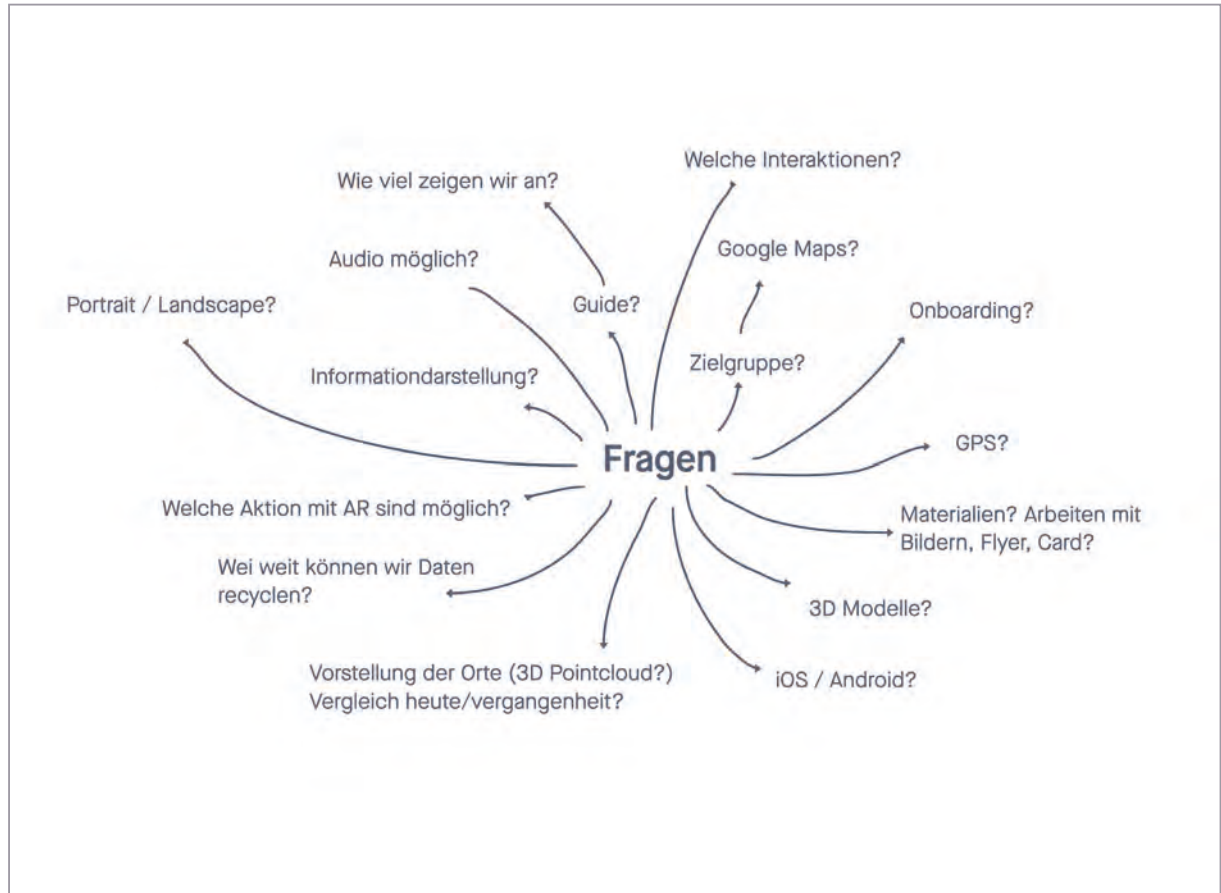 Welche Interaktionen?
Wie viel zeigen wir an?
Google Maps?
Audio möglich?
Portrait / Landscape?
Guide?
Onboarding?
Zielgruppe?
Informationdarstellung?
Fragen
GPS?
Welche Aktion mit AR sind möglich?
Materialien? Arbeiten mit
Bildern, Flyer, Card?
Wei weit können wir Daten
recyclen?
3D Modelle?
Vorstellung der Orte (3D Pointcloud?)
Vergleich heute/vergangenheit?
iOS / Android?